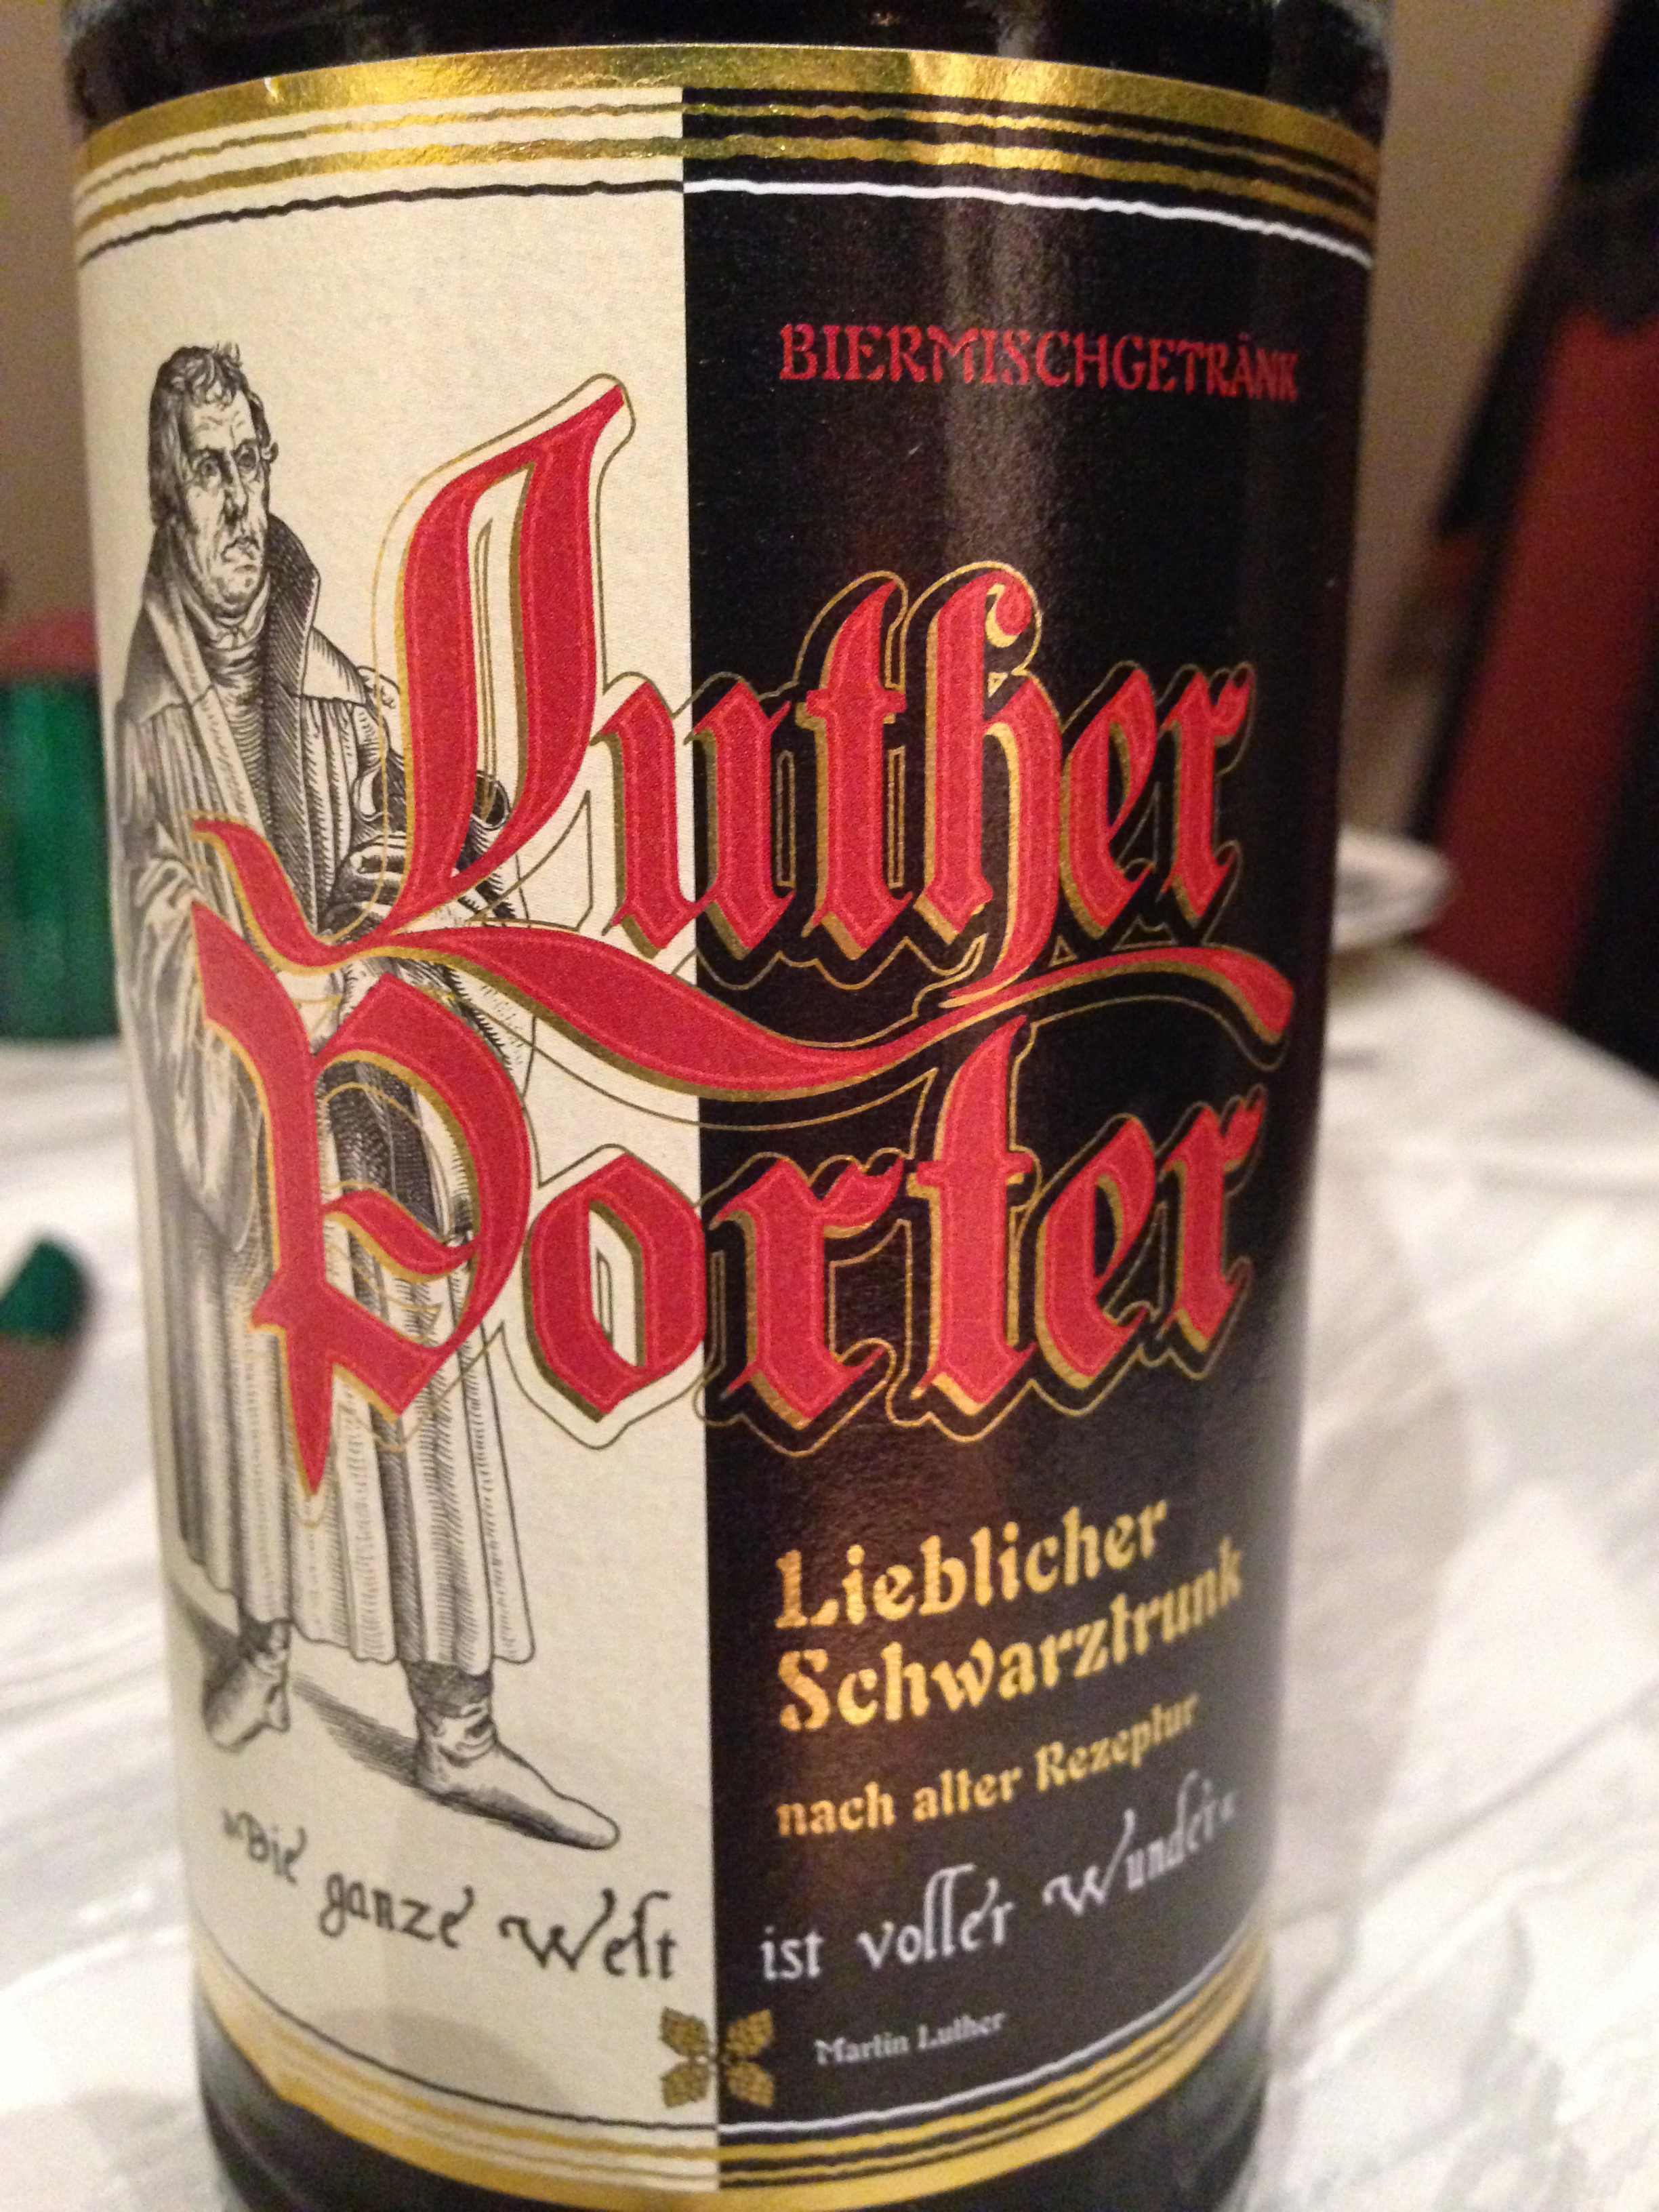 BIERMISCHGETRÄNK
Luther
Porter
Lieblicher
Schwarztrunk
nach alter Rezeptur
»Die ganze Welt ist voller Wunder«
Martin Luther